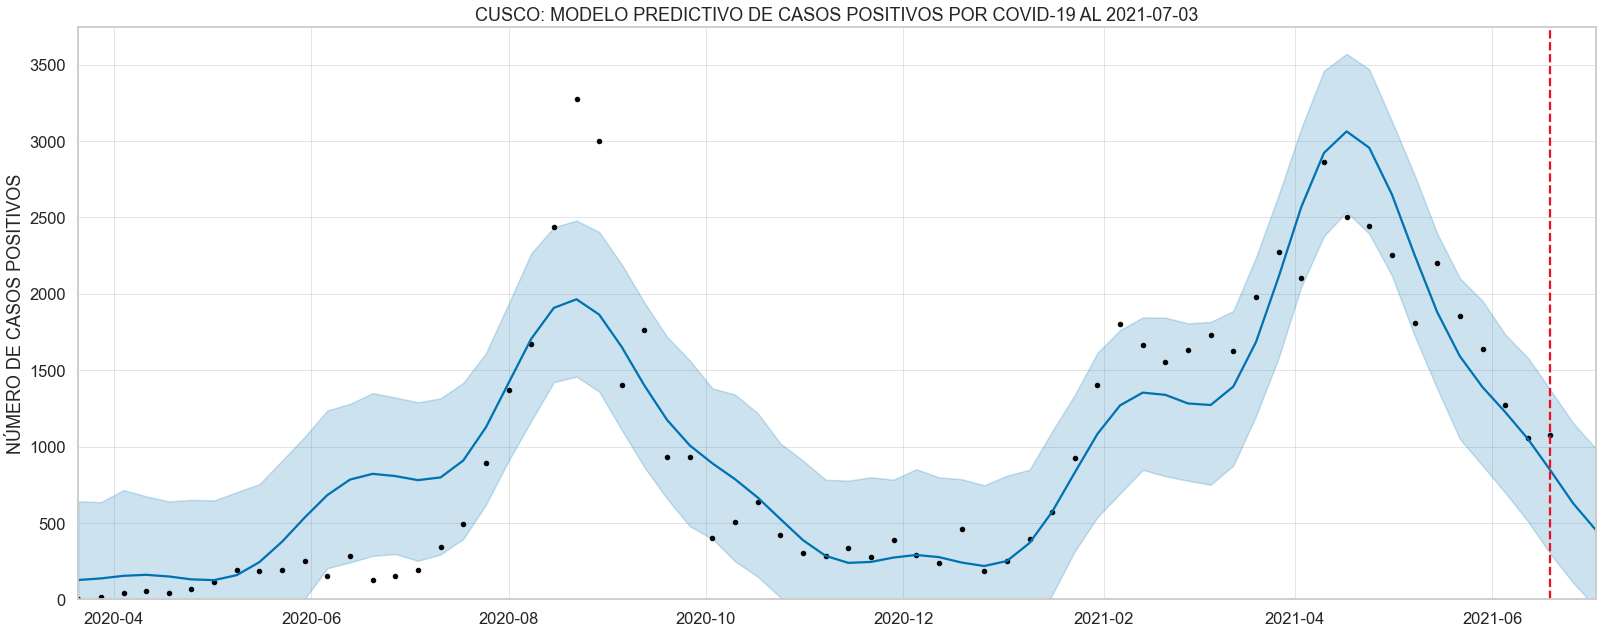 CUSCO: MODELO PREDICTIVO DE CASOS POSITIVOS POR COVID-19 AL 2021-07-03
NÚMERO DE CASOS POSITIVOS
3500
3000
2500
2000
1500
1000
500
0
2020-04 2020-06 2020-08 2020-10 2020-12 2021-02 2021-04 2021-06